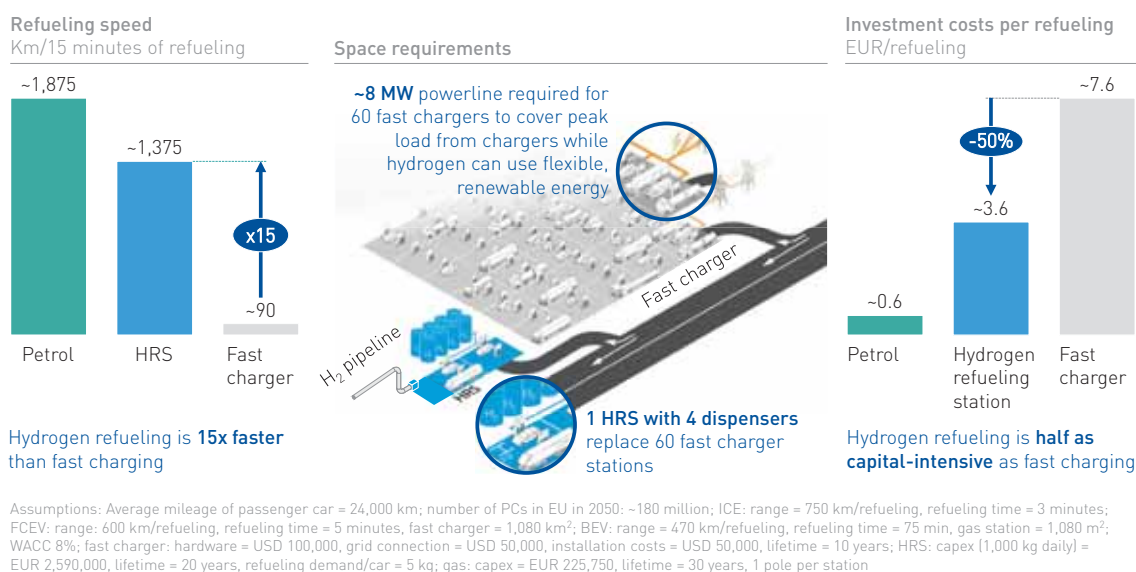 Refueling speed
Km/15 minutes of refueling
~1,875
~1,375
x15
~90
Petrol
HRS
Fast
charger
Hydrogen refueling is 15x faster
than fast charging
Space requirements
~8 MW powerline required for
60 fast chargers to cover peak
load from chargers while
hydrogen can use flexible,
renewable energy
Fast charger
H₂ pipeline
HRS
1 HRS with 4 dispensers
replace 60 fast charger
stations
Investment costs per refueling
EUR/refueling
~7.6
-50%
~3.6
~0.6
Petrol
Hydrogen
refueling
station
Fast
charger
Hydrogen refueling is half as
capital-intensive as fast charging
Assumptions: Average mileage of passenger car = 24,000 km; number of PCs in EU in 2050: ~180 million; ICE: range = 750 km/refueling, refueling time = 3 minutes;
FCEV: range: 600 km/refueling, refueling time = 5 minutes, fast charger = 1,080 km²; BEV: range = 470 km/refueling, refueling time = 75 min, gas station = 1,080 m²;
WACC 8%; fast charger: hardware = USD 100,000, grid connection = USD 50,000, installation costs = USD 50,000, lifetime = 10 years; HRS: capex (1,000 kg daily) =
EUR 2,590,000, lifetime = 20 years, refueling demand/car = 5 kg; gas: capex = EUR 225,750, lifetime = 30 years, 1 pole per station